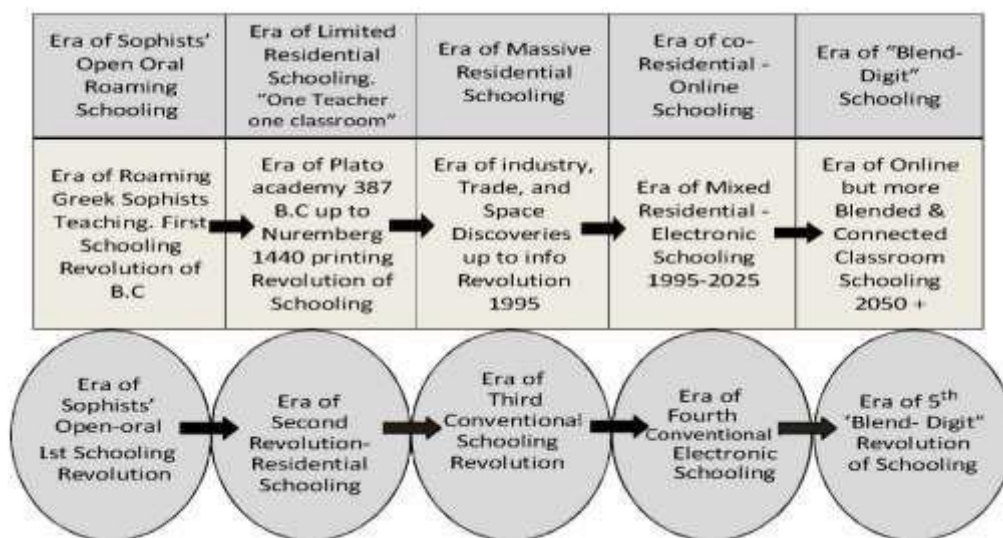 Era of Sophists'
Open Oral
Roaming
Schooling
Era of Limited
Residential
Schooling.
"One Teacher
one classroom"
Era of Massive
Residential
Schooling
Era of co-
Residential -
Online
Schooling
Era of "Blend-
Digit"
Schooling
Era of Roaming
Greek Sophists
Teaching. First
Schooling
Revolution of
B.C
Era of Plato
academy 387
B.C up to
Nuremberg
1440 printing
Revolution of
Schooling
Era of industry,
Trade, and
Space
Discoveries
up to info
Revolution
1995
Era of Mixed
Residential -
Electronic
Schooling
1995-2025
Era of Online
but more
Blended &
Connected
Classroom
Schooling
2050 +
Era of
Sophists'
Open-oral
1st Schooling
Revolution
Era of
Second
Revolution-
Residential
Schooling
Era of
Third
Conventional
Schooling
Revolution
Era of
Fourth
Conventional
Electronic
Schooling
Era of 5th
'Blend- Digit"
Revolution
of Schooling